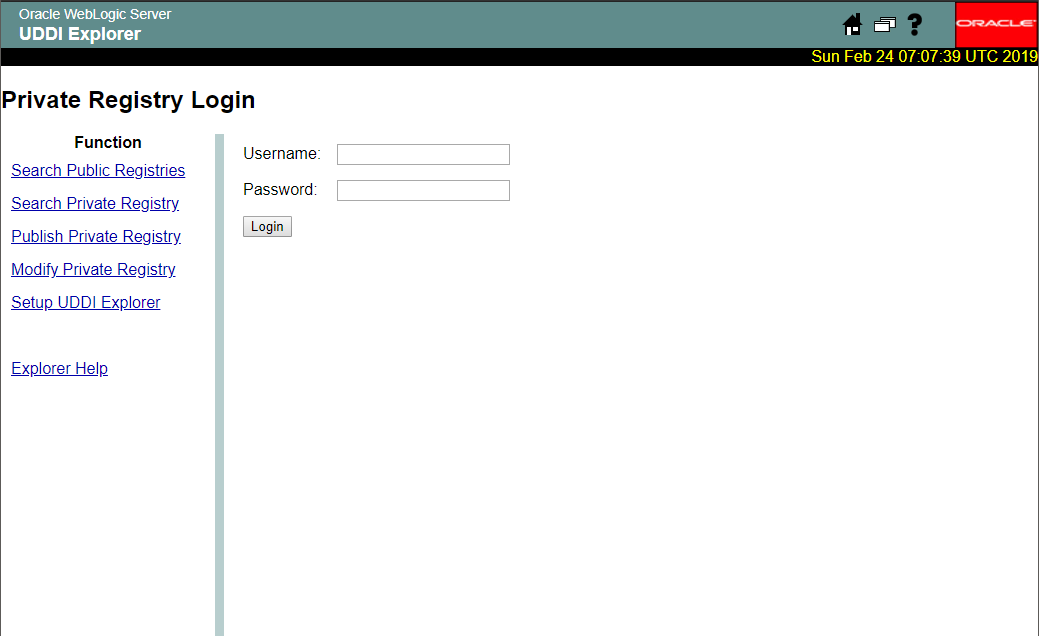 Oracle WebLogic Server
UDDI Explorer
?
ORACLE
Sun Feb 24 07:07:39 UTC 2019
Private Registry Login
Function
Search Public Registries
Search Private Registry
Publish Private Registry
Modify Private Registry
Setup UDDI Explorer
Explorer Help
Username:
Password:
Login